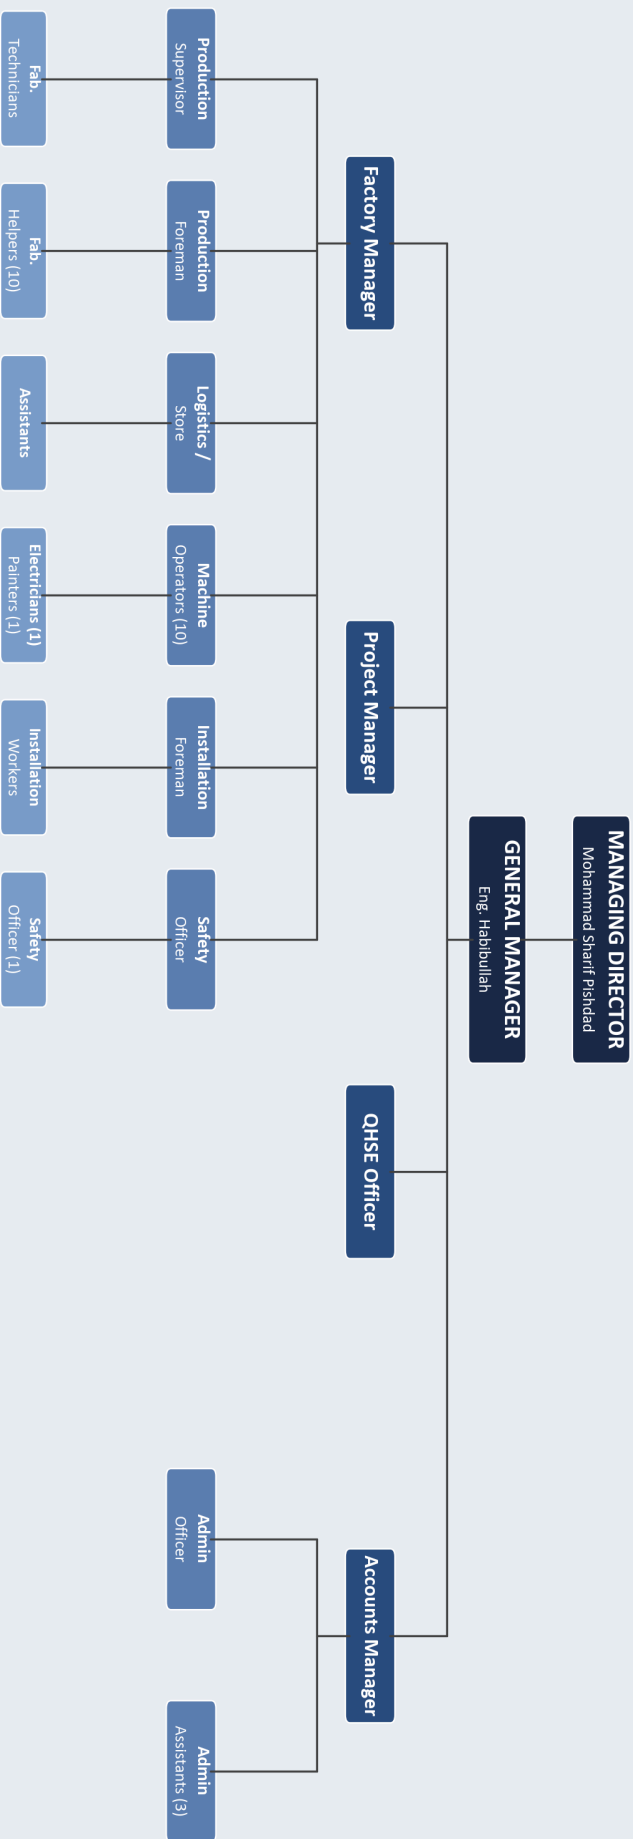 MANAGING DIRECTOR
Mohammad Sharif Pishdad
GENERAL MANAGER
Eng. Habibullah
Factory Manager
Project Manager
QHSE Officer
Accounts Manager
Production
Supervisor
Production
Foreman
Logistics /
Store
Machine
Operators (10)
Installation
Foreman
Safety
Officer
Admin
Officer
Admin
Assistants (3)
Fab.
Technicians
Fab.
Helpers (10)
Assistants
Electricians (1)
Painters (1)
Installation
Workers
Safety
Officer (1)